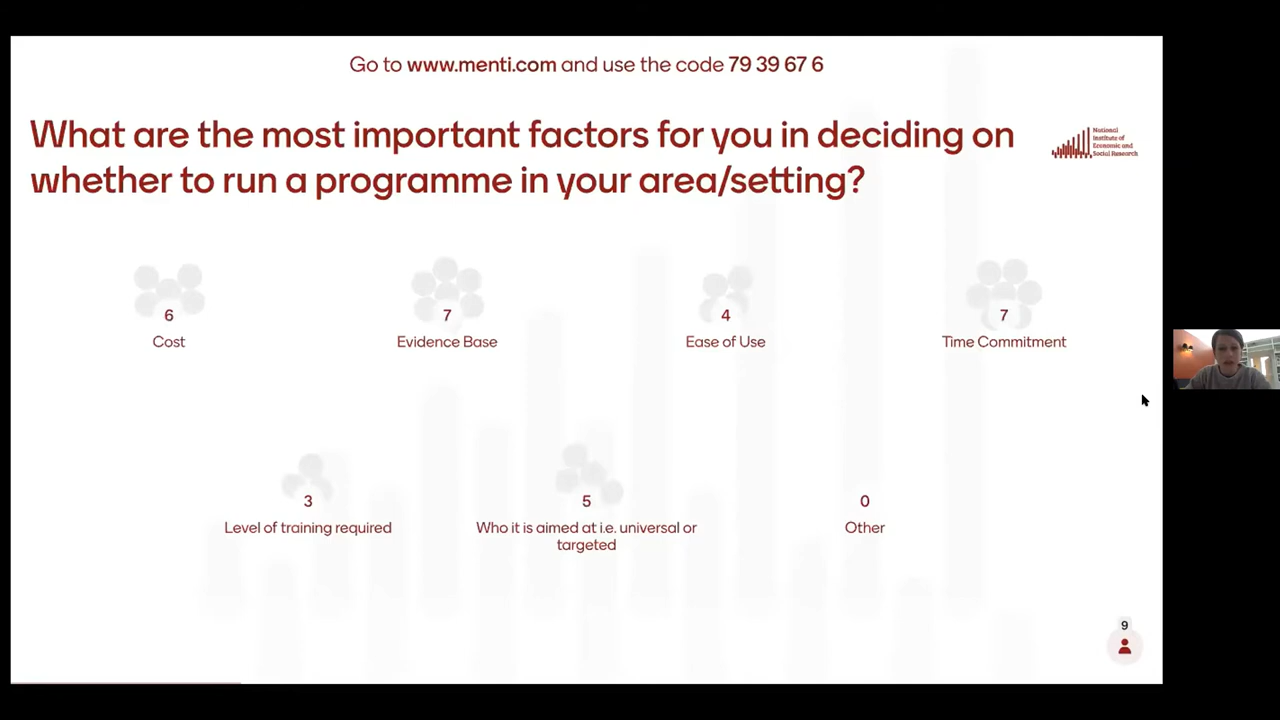 Go to www.menti.com and use the code 79 39 67 6
What are the most important factors for you in deciding on
whether to run a programme in your area/setting?
National
Institute of
Economic and
Social Research
6
Cost
7
Evidence Base
4
Ease of Use
7
Time Commitment
3
Level of training required
5
Who it is aimed at i.e. universal or
targeted
0
Other
9